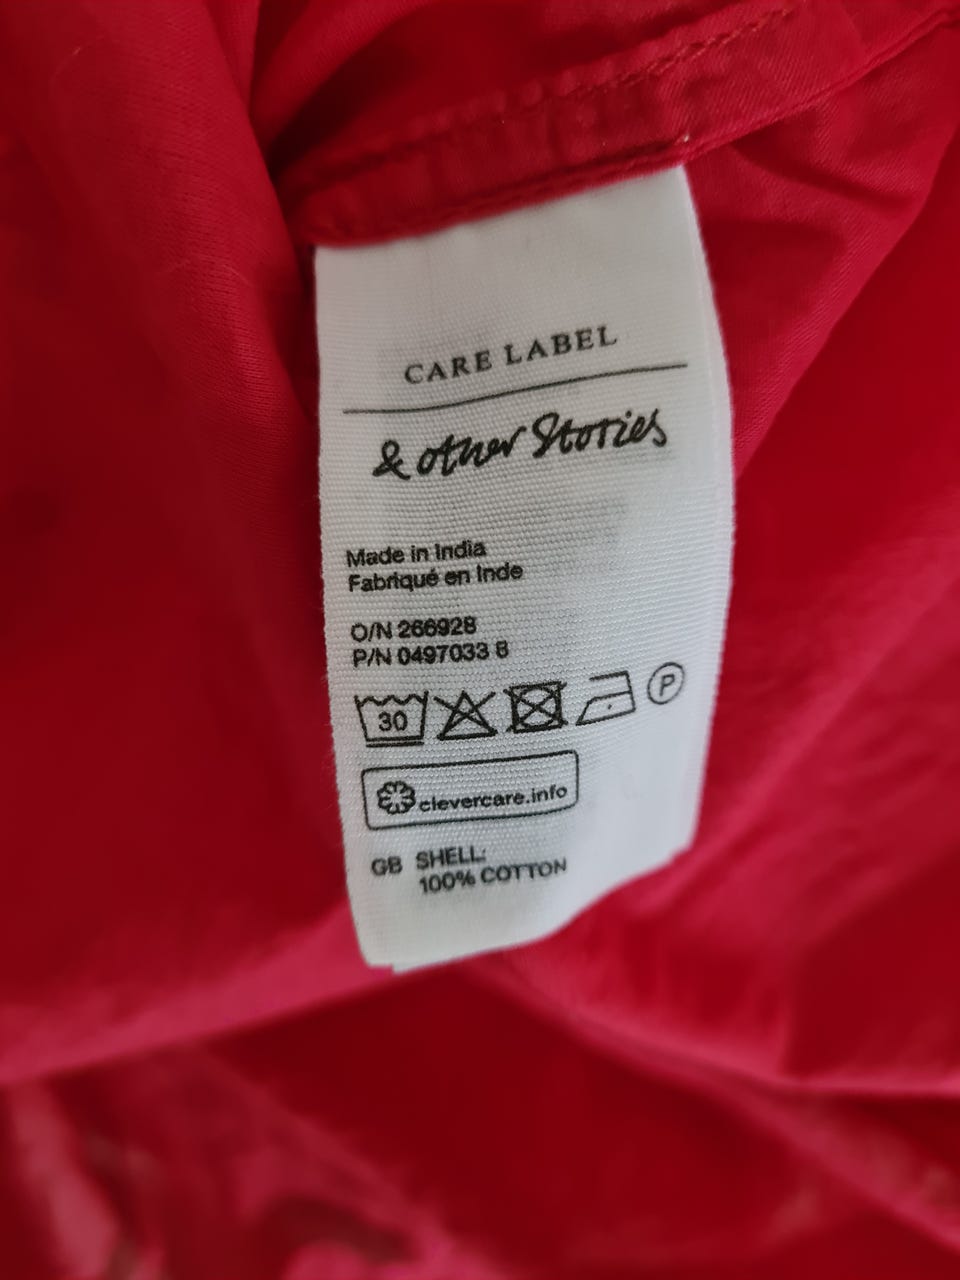 CARE LABEL
& other Stories
Made in India
Fabriqué en Inde
O/N 266928
P/N 0497033 8
30
P
clevercare.info
GB SHELL:
100% COTTON